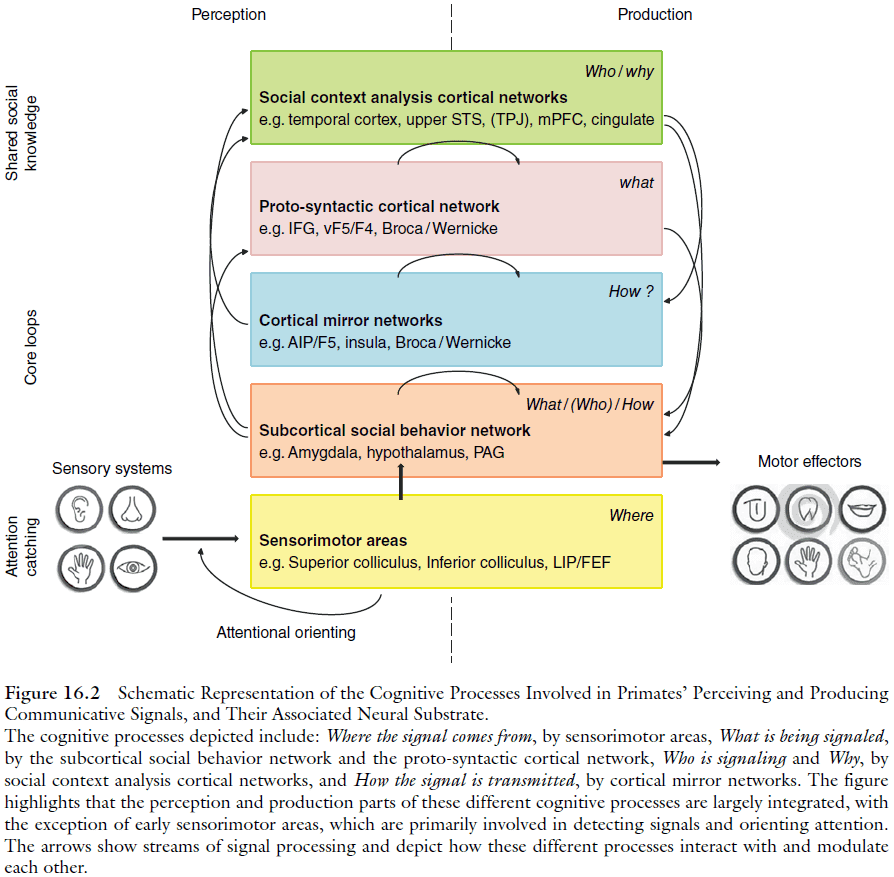 Perception
Production
Shared social
knowledge
Who / why
Social context analysis cortical networks
e.g. temporal cortex, upper STS, (TPJ), mPFC, cingulate
what
Proto-syntactic cortical network
e.g. IFG, vF5/F4, Broca / Wernicke
Core loops
How ?
Cortical mirror networks
e.g. AIP/F5, insula, Broca / Wernicke
What / (Who) / How
Subcortical social behavior network
e.g. Amygdala, hypothalamus, PAG
Sensory systems
Motor effectors
Attention
catching
Where
Sensorimotor areas
e.g. Superior colliculus, Inferior colliculus, LIP/FEF
Attentional orienting
Figure 16.2 Schematic Representation of the Cognitive Processes Involved in Primates’ Perceiving and Producing
Communicative Signals, and Their Associated Neural Substrate.
The cognitive processes depicted include: Where the signal comes from, by sensorimotor areas, What is being signaled,
by the subcortical social behavior network and the proto-syntactic cortical network, Who is signaling and Why, by
social context analysis cortical networks, and How the signal is transmitted, by cortical mirror networks. The figure
highlights that the perception and production parts of these different cognitive processes are largely integrated, with
the exception of early sensorimotor areas, which are primarily involved in detecting signals and orienting attention.
The arrows show streams of signal processing and depict how these different processes interact with and modulate
each other.